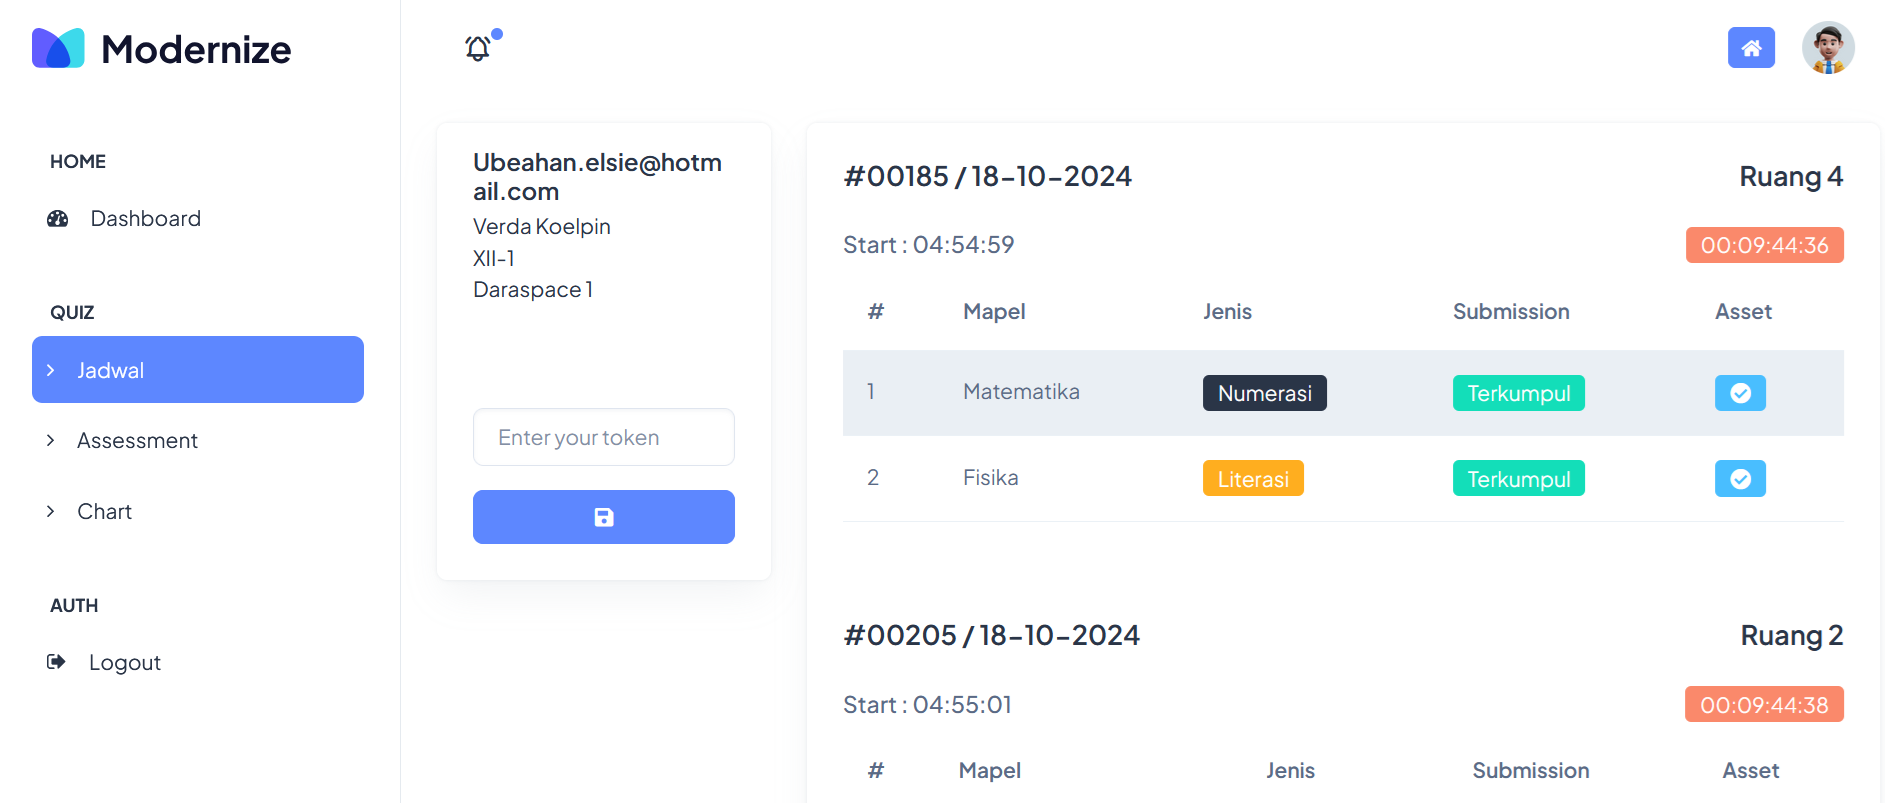 Modernize
HOME
Dashboard
QUIZ
Jadwal
Assessment
Chart
AUTH
Logout
Ubeahan.elsie@hotm
ail.com
Verda Koelpin
XII-1
Daraspace 1
Enter your token
#00185 / 18-10-2024 Ruang 4
Start : 04:54:59 00:09:44:36
# Mapel Jenis Submission Asset
1 Matematika Numerasi Terkumpul
2 Fisika Literasi Terkumpul
#00205 / 18-10-2024 Ruang 2
Start : 04:55:01 00:09:44:38
# Mapel Jenis Submission Asset